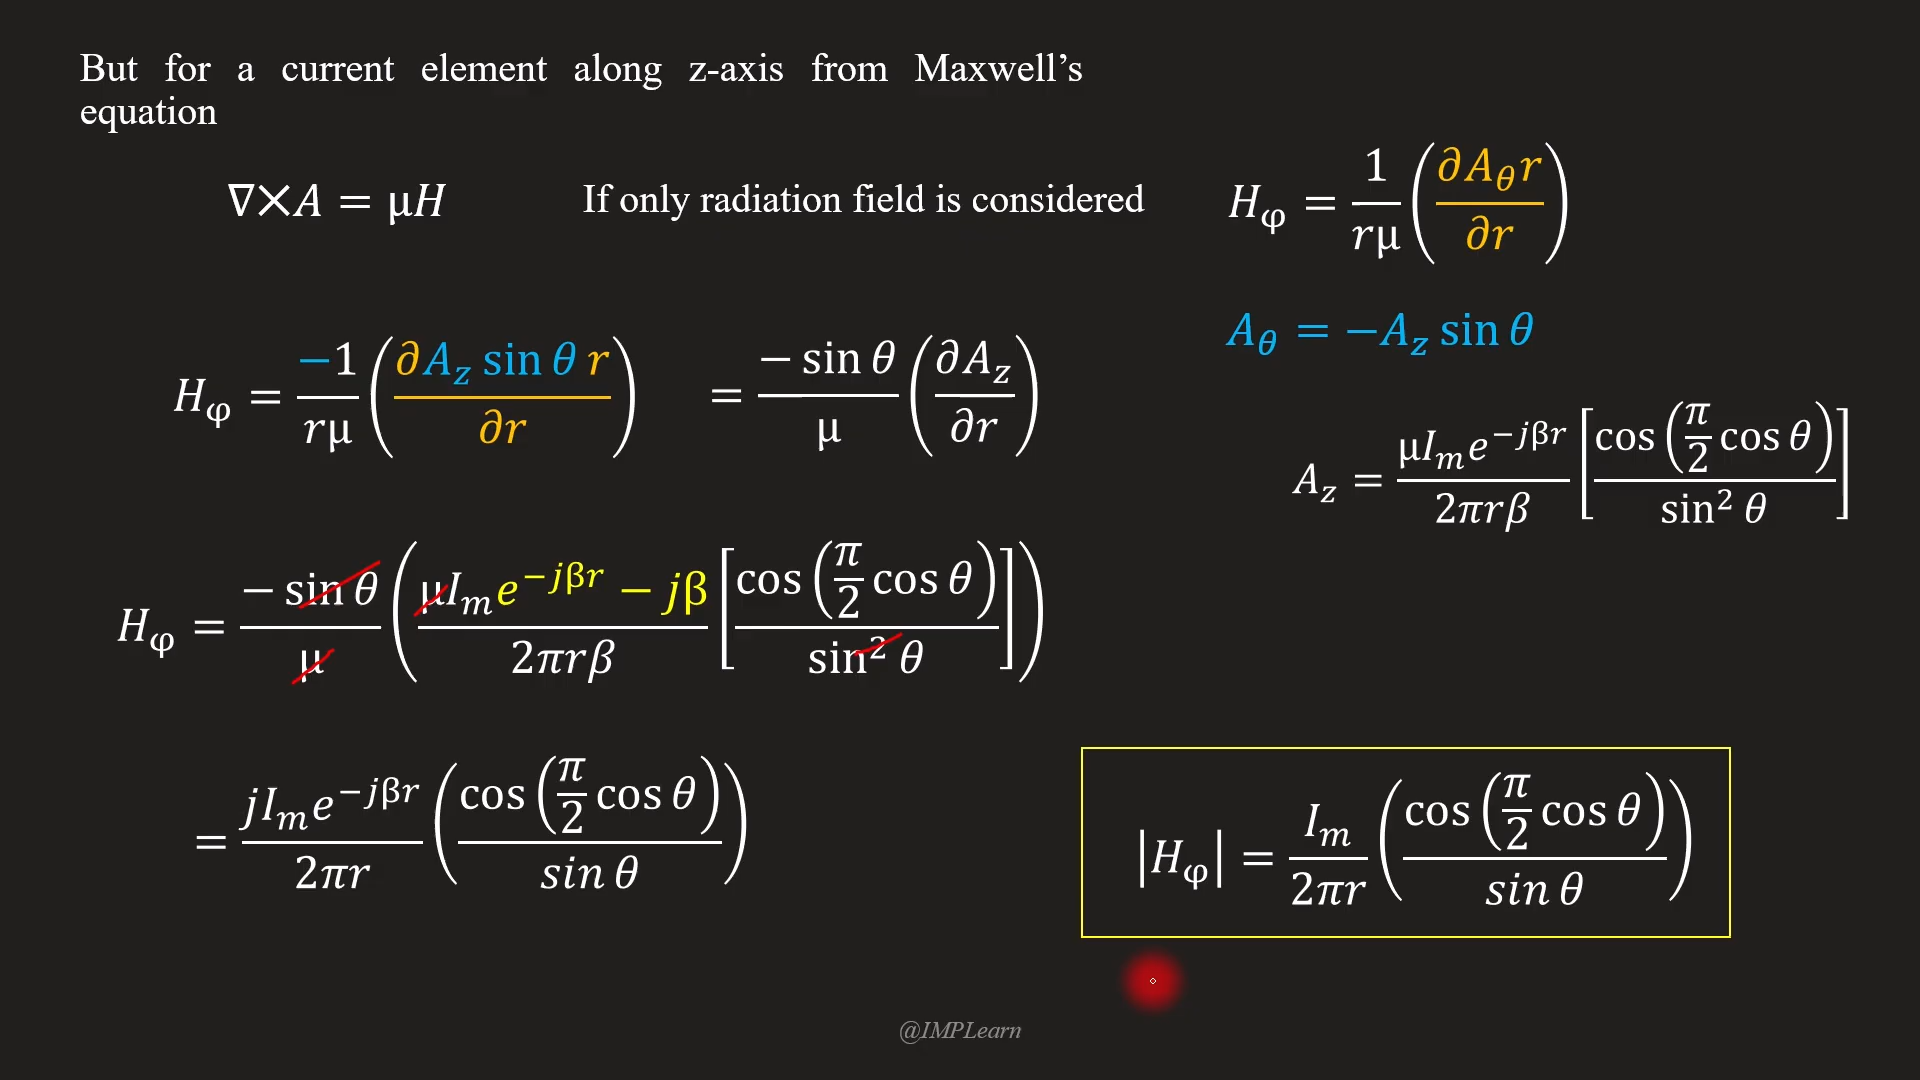 But for a current element along z-axis from Maxwell’s
equation
∇×A = μH
If only radiation field is considered
H_φ = 1/(rμ) (∂A_θ r/∂r)
A_θ = −A_z sin θ
H_φ = −1/(rμ) (∂A_z sin θ r/∂r) = −sin θ/μ (∂A_z/∂r)
A_z = μI_m e^(−jβr)/(2πrβ) [cos(π/2 cos θ)/sin² θ]
H_φ = −sin θ/μ (μI_m e^(−jβr) − jβ/(2πrβ) [cos(π/2 cos θ)/sin² θ])
= jI_m e^(−jβr)/(2πr) (cos(π/2 cos θ)/sin θ)
|H_φ| = I_m/(2πr) (cos(π/2 cos θ)/sin θ)
@IMPLearn